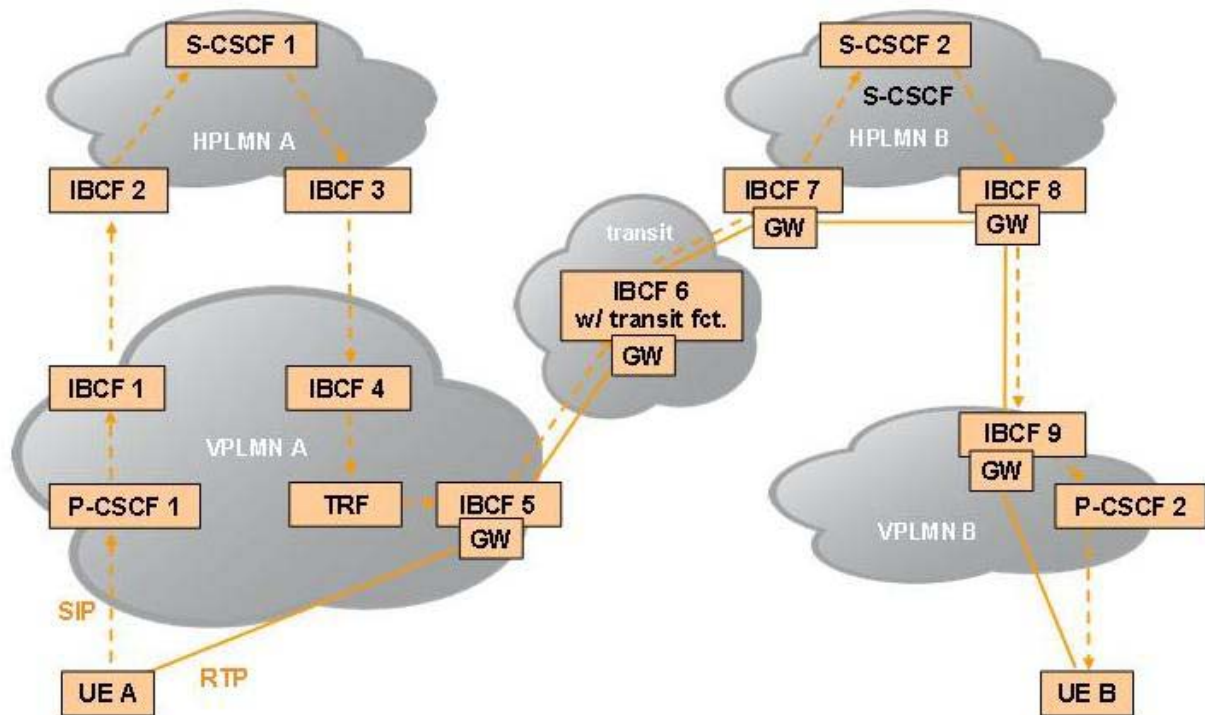 S-CSCF 1
S-CSCF 2
S-CSCF
HPLMN A
HPLMN B
IBCF 2
IBCF 3
IBCF 7
IBCF 8
GW
GW
transit
IBCF 6
w/ transit fct.
GW
IBCF 1
IBCF 4
IBCF 9
GW
VPLMN A
P-CSCF 1
TRF
IBCF 5
GW
P-CSCF 2
VPLMN B
SIP
RTP
UE A
UE B